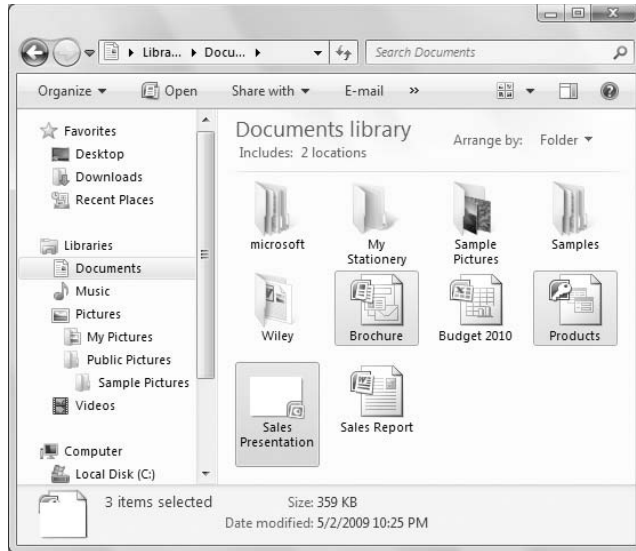 Libra... Docu...
Search Documents
Organize Open Share with E-mail »
Favorites
Desktop
Downloads
Recent Places
Libraries
Documents
Music
Pictures
My Pictures
Public Pictures
Sample Pictures
Videos
Computer
Local Disk (C:)
Documents library
Includes: 2 locations
Arrange by: Folder
microsoft
My
Stationery
Sample
Pictures
Samples
Wiley
Brochure
Budget 2010
Products
Sales
Presentation
Sales Report
3 items selected
Size: 359 KB
Date modified: 5/2/2009 10:25 PM